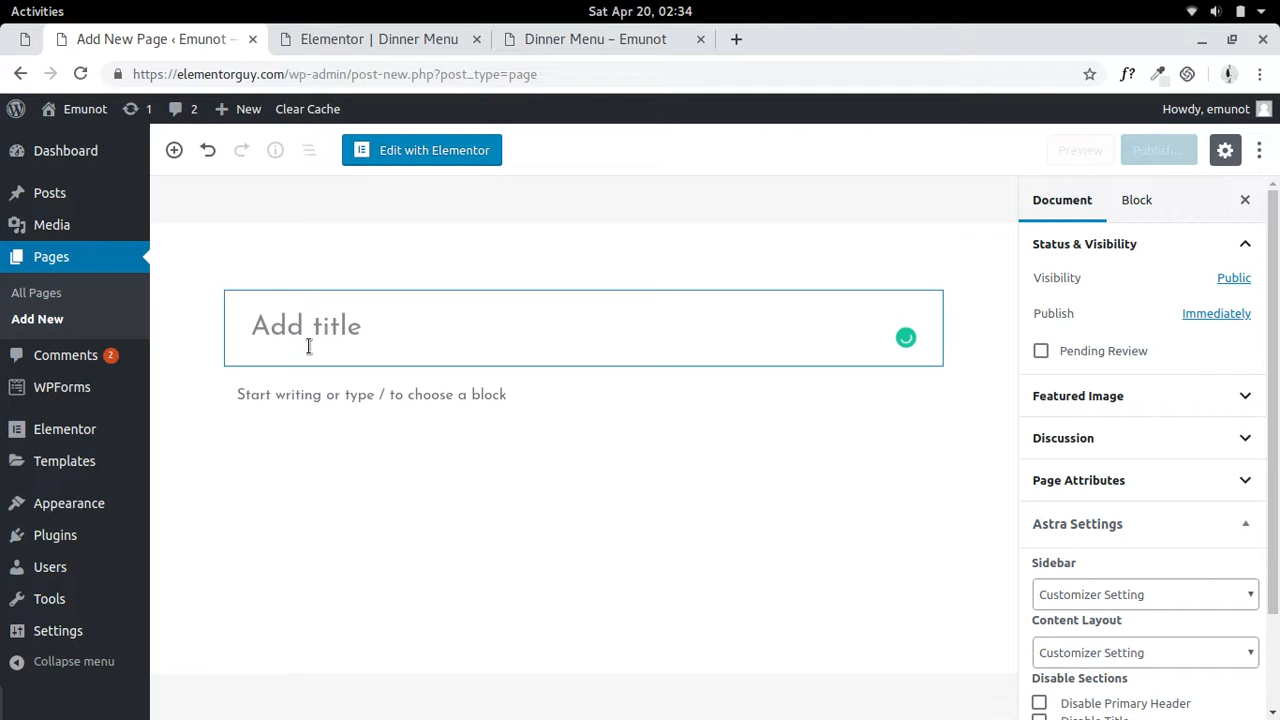 Activities
Sat Apr 20, 02:34
Add New Page ‹ Emunot –
Elementor | Dinner Menu
Dinner Menu – Emunot
https://elementorguy.com/wp-admin/post-new.php?post_type=page
f?
Emunot
1
2
New
Clear Cache
Howdy, emunot
Dashboard
Posts
Media
Pages
All Pages
Add New
Comments 2
WPForms
Elementor
Templates
Appearance
Plugins
Users
Tools
Settings
Collapse menu
Edit with Elementor
Preview
Publish...
Add title
Start writing or type / to choose a block
Document
Block
Status & Visibility
Visibility
Public
Publish
Immediately
Pending Review
Featured Image
Discussion
Page Attributes
Astra Settings
Sidebar
Customizer Setting
Content Layout
Customizer Setting
Disable Sections
Disable Primary Header
Disable Title